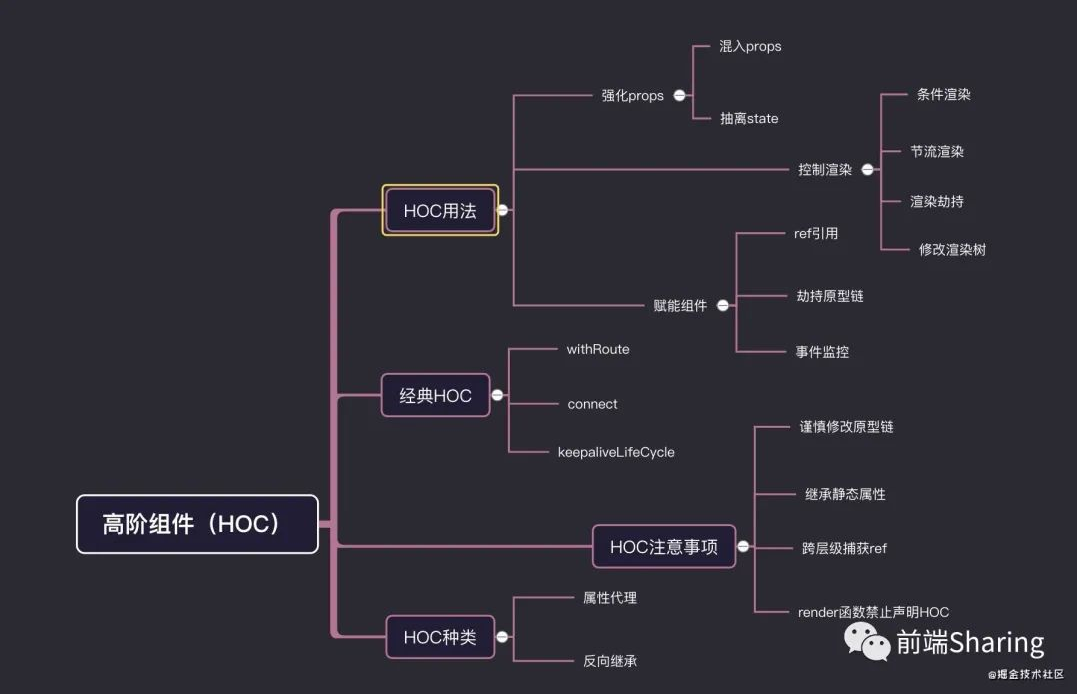 高阶组件（HOC）
HOC用法
强化props
混入props
抽离state
控制渲染
条件渲染
节流渲染
渲染劫持
修改渲染树
赋能组件
ref引用
劫持原型链
事件监控
经典HOC
withRoute
connect
keepaliveLifeCycle
HOC注意事项
谨慎修改原型链
继承静态属性
跨层级捕获ref
render函数禁止声明HOC
HOC种类
属性代理
反向继承
前端Sharing
@掘金技术社区